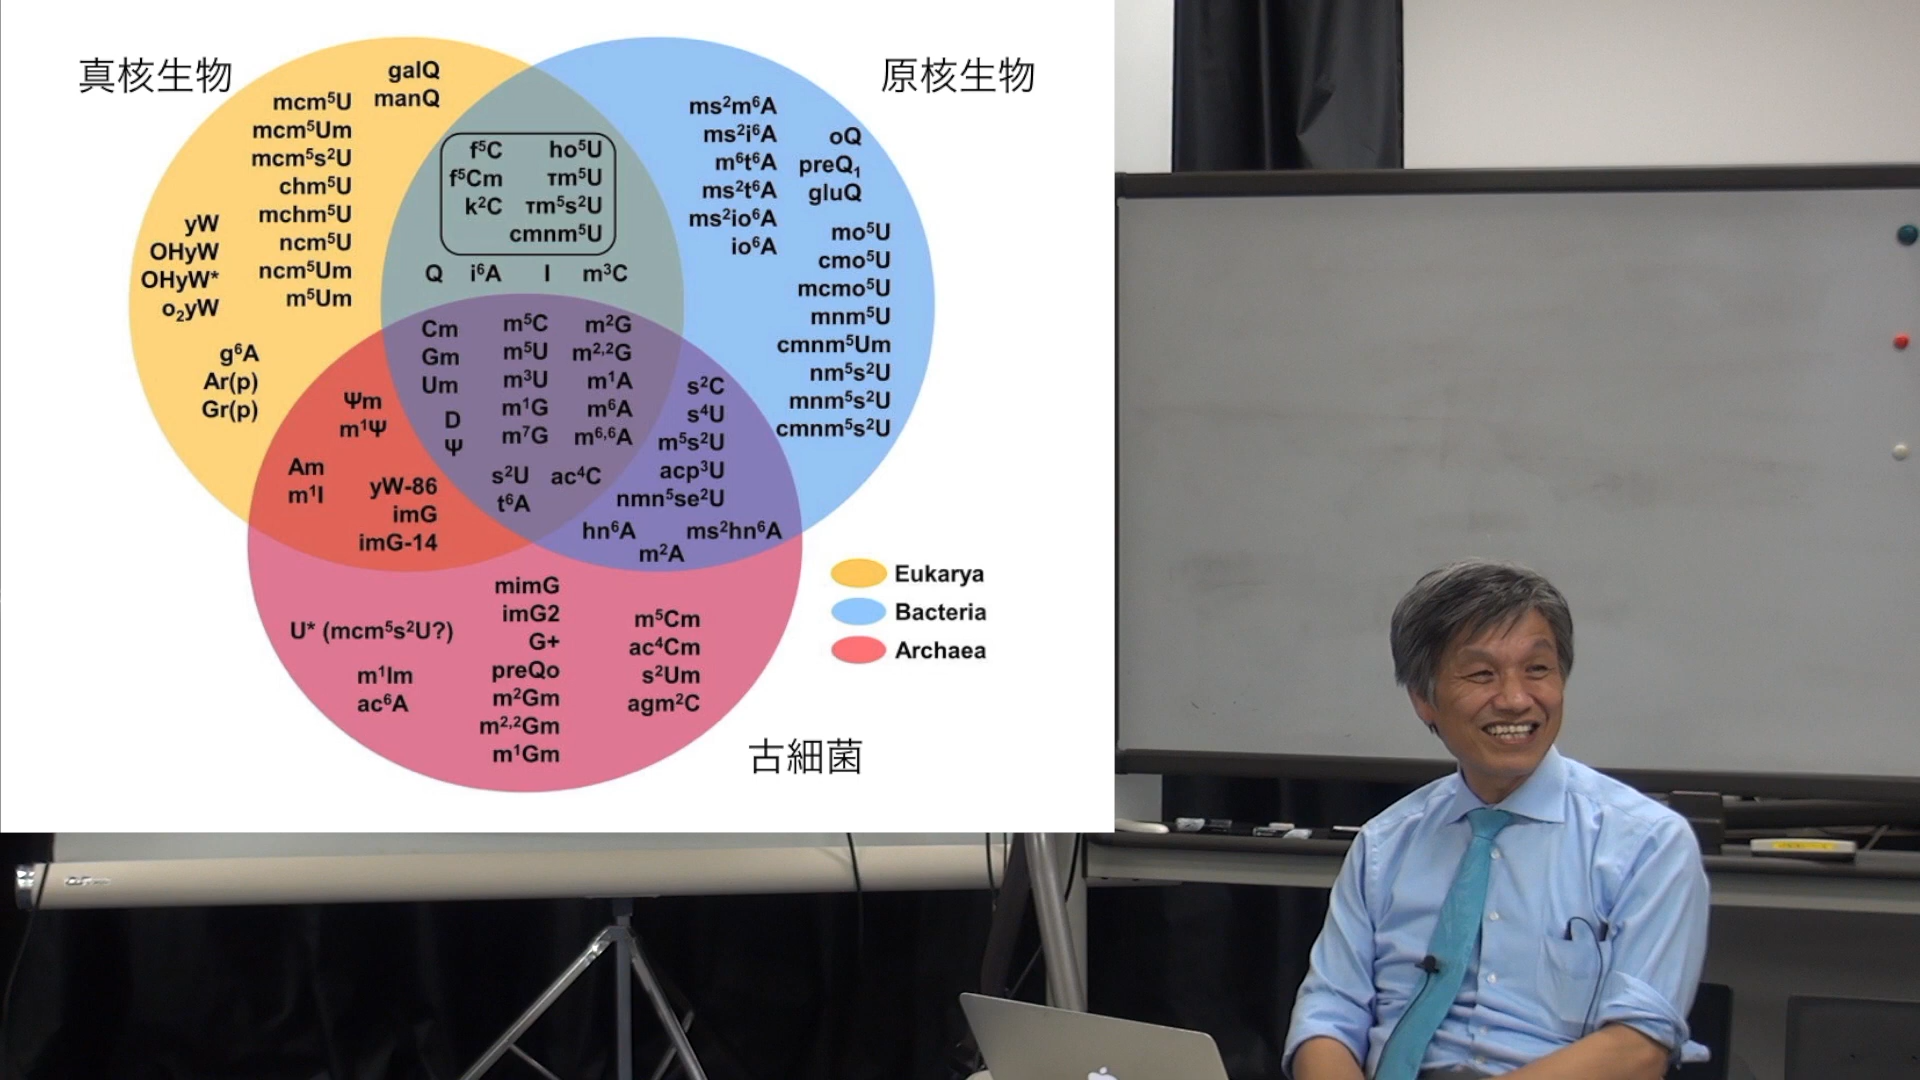 真核生物
原核生物
galQ
manQ
mcm⁵U
mcm⁵Um
mcm⁵s²U
chm⁵U
mchm⁵U
ncm⁵U
ncm⁵Um
m⁵Um
yW
OHyW
OHyW*
o₂yW
g⁶A
Ar(p)
Gr(p)
f⁵C ho⁵U
f⁵Cm τm⁵U
k²C τm⁵s²U
cmnm⁵U
Q i⁶A I m³C
ms²m⁶A
ms²i⁶A
m⁶t⁶A
ms²t⁶A
ms²io⁶A
io⁶A
oQ
preQ₁
gluQ
mo⁵U
cmo⁵U
mcmo⁵U
mnm⁵U
cmnm⁵Um
nm⁵s²U
mnm⁵s²U
cmnm⁵s²U
Cm
Gm
Um
D
Ψ
m⁵C
m⁵U
m³U
m¹G
m⁷G
m²G
m²,²G
m¹A
m⁶A
m⁶,⁶A
s²U ac⁴C
t⁶A
s²C
s⁴U
m⁵s²U
acp³U
nmn⁵se²U
hn⁶A ms²hn⁶A
m²A
Ψm
m¹Ψ
Am
m¹I
yW-86
imG
imG-14
U* (mcm⁵s²U?)
m¹Im
ac⁶A
mimG
imG2
G+
preQo
m²Gm
m²,²Gm
m¹Gm
m⁵Cm
ac⁴Cm
s²Um
agm²C
Eukarya
Bacteria
Archaea
古細菌